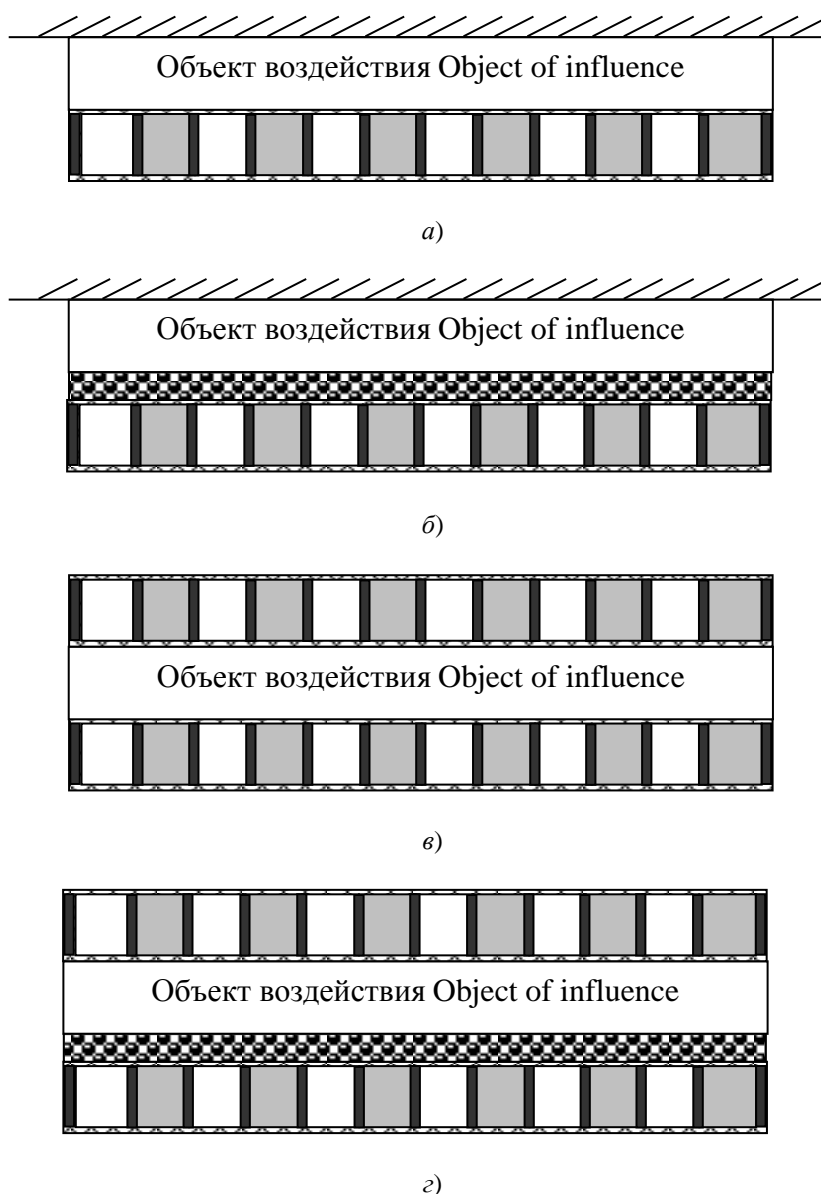 Объект воздействия Object of influence
а)
Объект воздействия Object of influence
б)
Объект воздействия Object of influence
в)
Объект воздействия Object of influence
г)